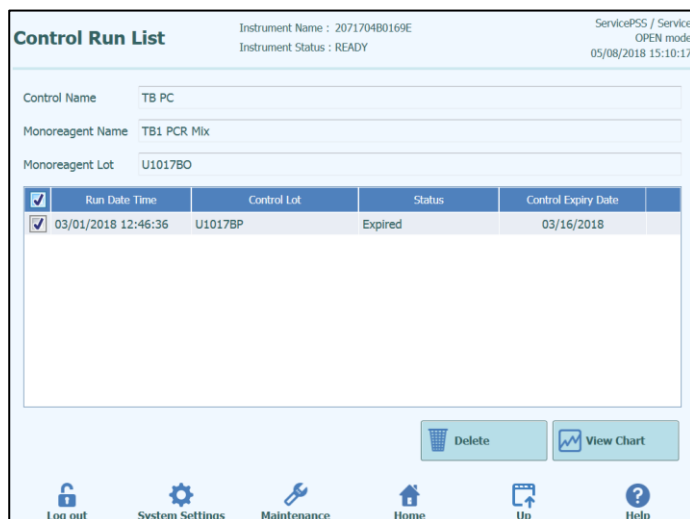 Control Run List
Instrument Name : 2071704B0169E
Instrument Status : READY
ServicePSS / Service
OPEN mode
05/08/2018 15:10:17
Control Name TB PC
Monoreagent Name TB1 PCR Mix
Monoreagent Lot U1017BO
Run Date Time Control Lot Status Control Expiry Date
03/01/2018 12:46:36 U1017BP Expired 03/16/2018
Delete View Chart
Log out System Settings Maintenance Home Up Help